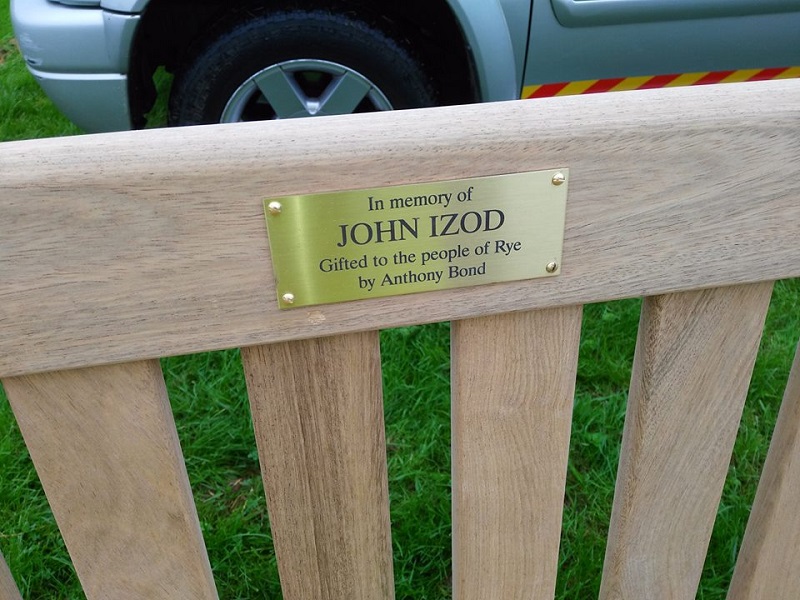 In memory of
JOHN IZOD
Gifted to the people of Rye
by Anthony Bond